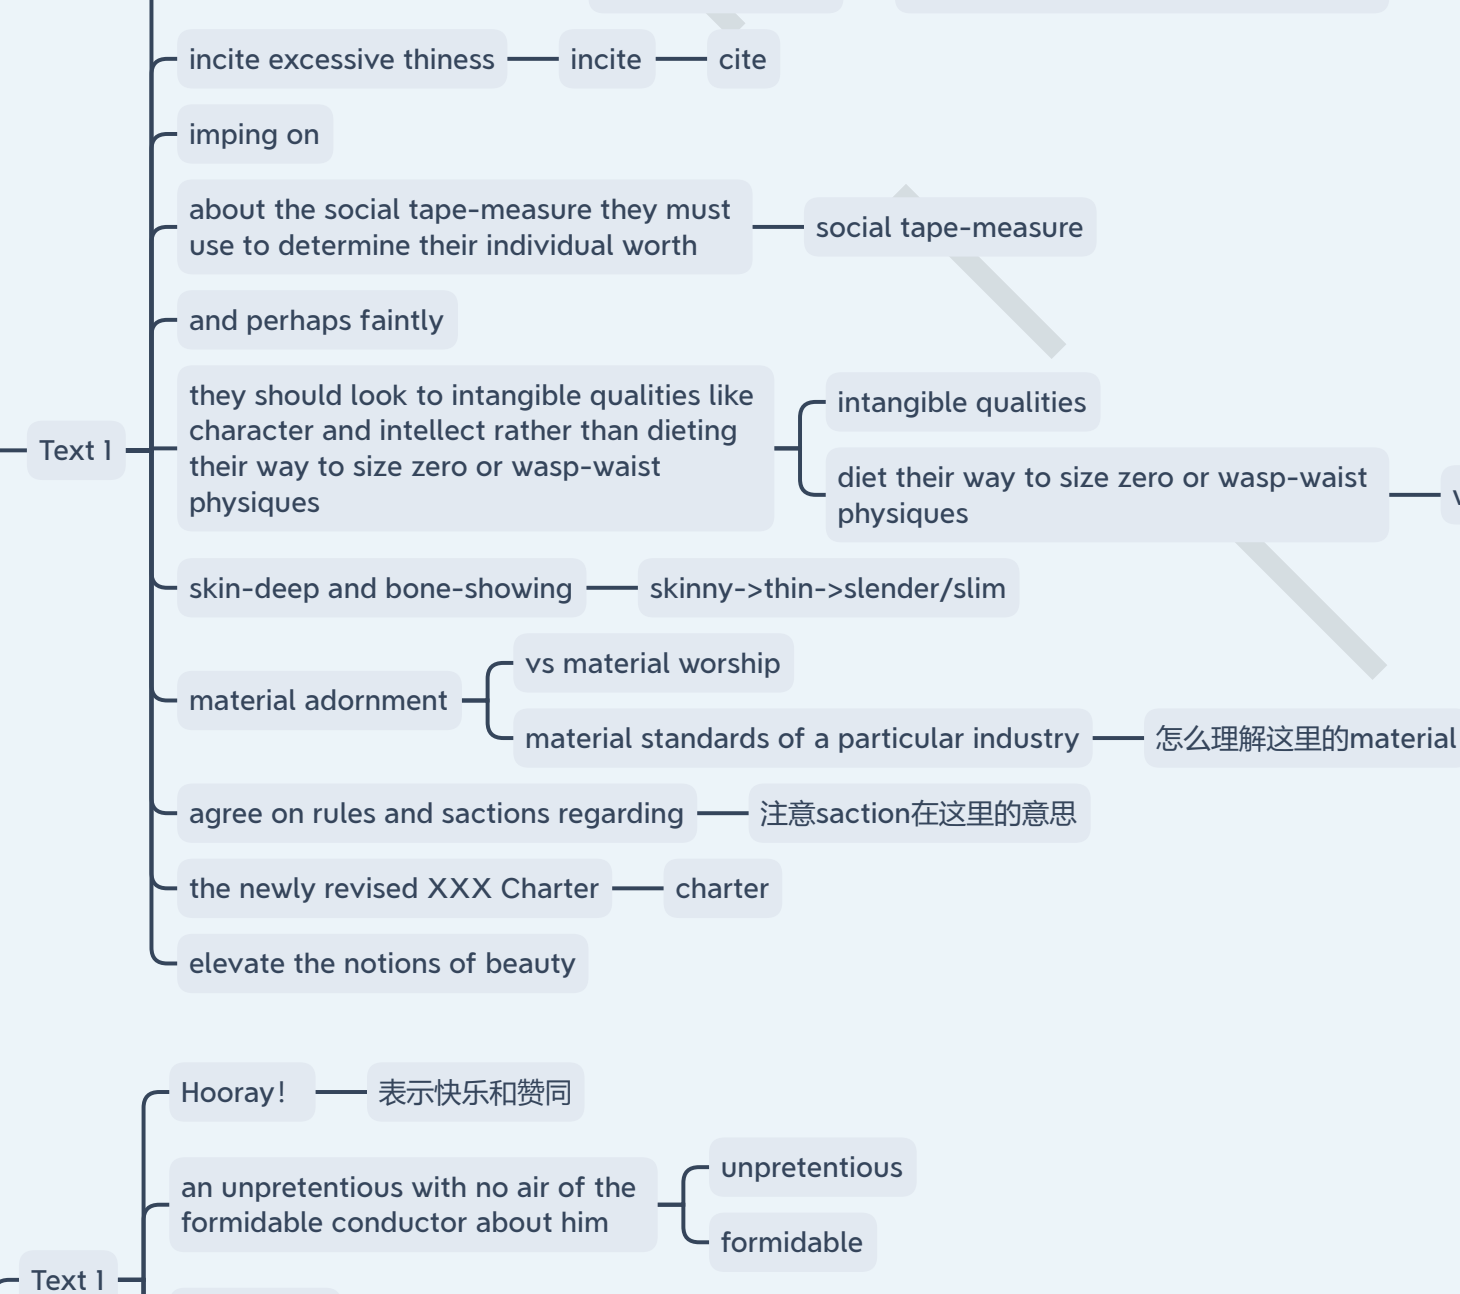 incite excessive thiness
incite
cite
imping on
about the social tape-measure they must
use to determine their individual worth
social tape-measure
and perhaps faintly
Text 1
they should look to intangible qualities like
character and intellect rather than dieting
their way to size zero or wasp-waist
physiques
intangible qualities
diet their way to size zero or wasp-waist
physiques
skin-deep and bone-showing
skinny->thin->slender/slim
material adornment
vs material worship
material standards of a particular industry
怎么理解这里的material
agree on rules and sactions regarding
注意saction在这里的意思
the newly revised XXX Charter
charter
elevate the notions of beauty
Hooray！
表示快乐和赞同
an unpretentious with no air of the
formidable conductor about him
unpretentious
formidable
Text 1